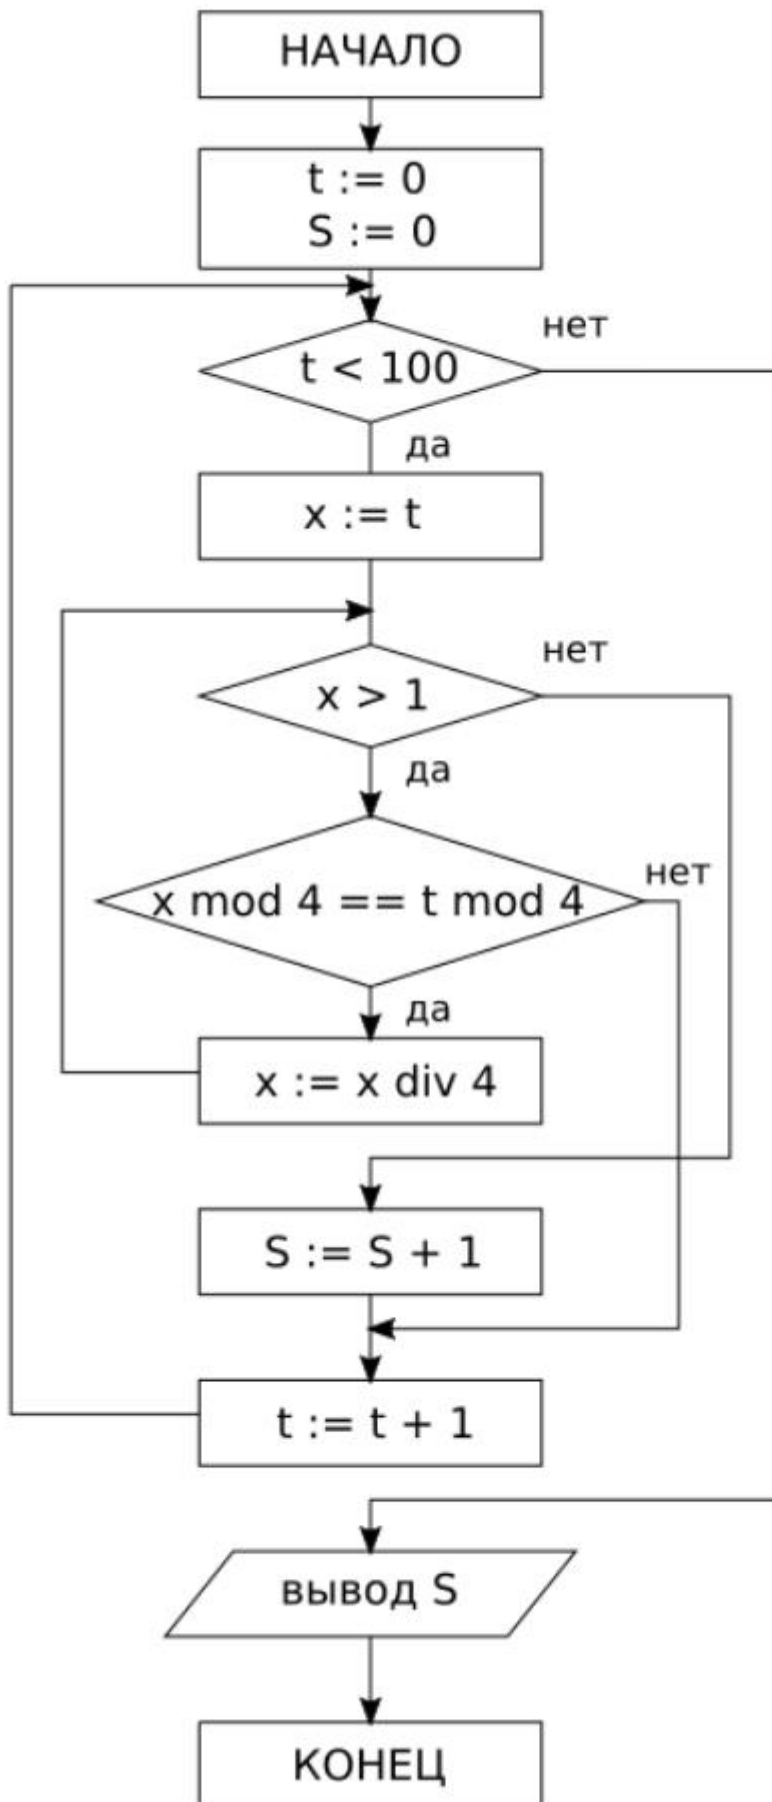 НАЧАЛО
t := 0
S := 0
нет
t < 100
да
x := t
нет
x > 1
да
нет
x mod 4 == t mod 4
да
x := x div 4
S := S + 1
t := t + 1
вывод S
КОНЕЦ